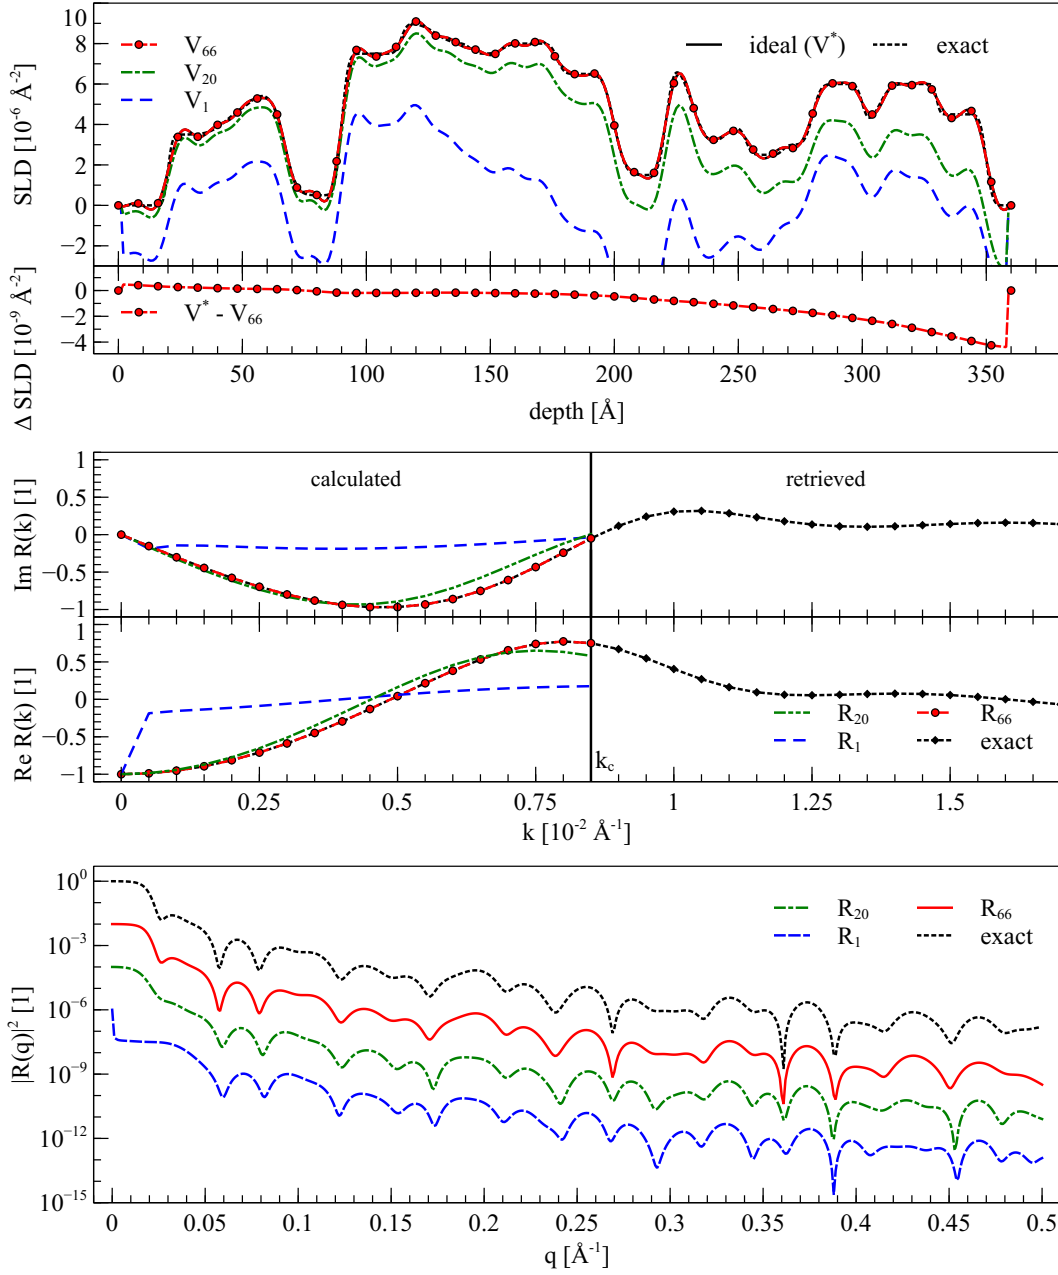 SLD [10⁻⁶ Å⁻²]
10
8
6
4
2
0
−2
V₆₆
V₂₀
V₁
ideal (V*)
exact
Δ SLD [10⁻⁹ Å⁻²]
0
−2
−4
V* - V₆₆
0 50 100 150 200 250 300 350
depth [Å]
Im R(k) [1]
1
0.5
0
−0.5
−1
calculated
retrieved
Re R(k) [1]
1
0.5
0
−0.5
−1
R₂₀
R₆₆
R₁
exact
k_c
0 0.25 0.5 0.75 1 1.25 1.5
k [10⁻² Å⁻¹]
|R(q)|² [1]
10⁰
10⁻³
10⁻⁶
10⁻⁹
10⁻¹²
10⁻¹⁵
R₂₀
R₆₆
R₁
exact
0 0.05 0.1 0.15 0.2 0.25 0.3 0.35 0.4 0.45 0.5
q [Å⁻¹]